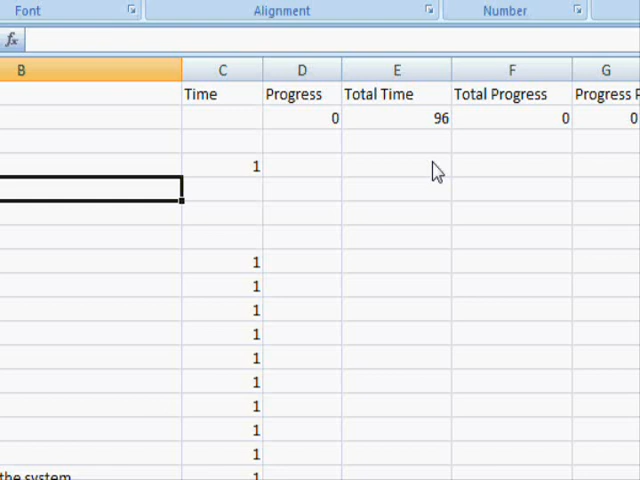 Font Alignment Number
fx
B C D E F G
Time Progress Total Time Total Progress Progress P
0 96 0 0
1
1
1
1
1
1
1
1
1
1
the system 1